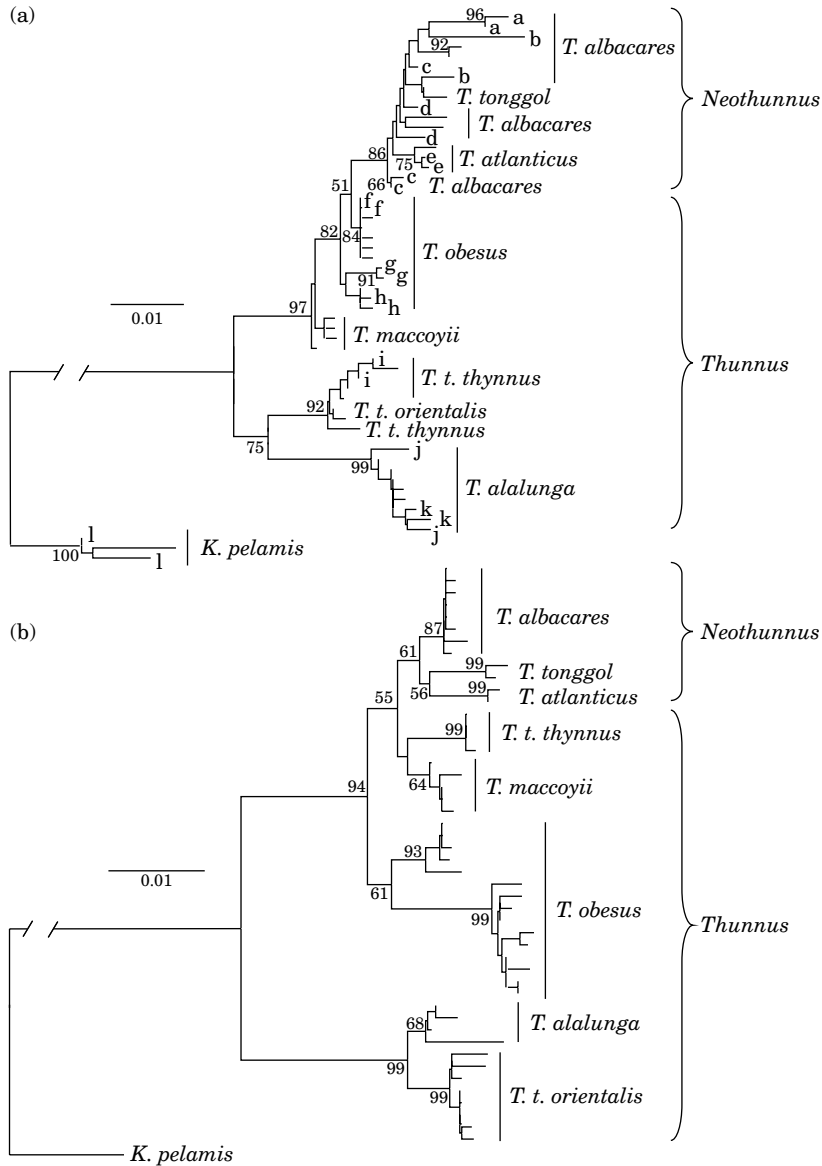 (a)
96 a
a
b
92
T. albacares
c
b
T. tonggol
Neothunnus
d
T. albacares
d
86
75 e
e
T. atlanticus
66 c
c
T. albacares
51
f
f
82 84
T. obesus
g
91 g
h
h
0.01
97
T. maccoyii
Thunnus
i
i
T. t. thynnus
92
T. t. orientalis
T. t. thynnus
75
j
99
T. alalunga
k
k
j
l
100
l
K. pelamis
(b)
T. albacares
Neothunnus
87
61
99
T. tonggol
56 99
T. atlanticus
55
99
T. t. thynnus
94
64
T. maccoyii
93
0.01
61
99
T. obesus
Thunnus
68
T. alalunga
99
99
T. t. orientalis
K. pelamis